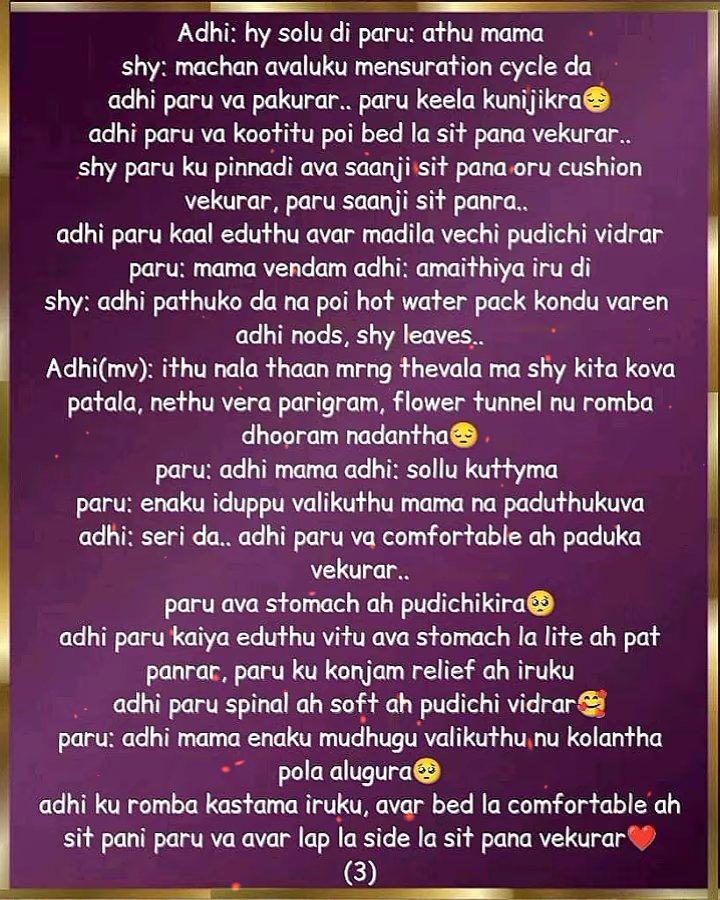 Adhi: hy solu di paru: athu mama
shy: machan avaluku mensuration cycle da
adhi paru va pakurar.. paru keela kunijikra😔
adhi paru va kootitu poi bed la sit pana vekurar..
shy paru ku pinnadi ava saanji sit pana oru cushion
vekurar, paru saanji sit panra..
adhi paru kaal eduthu avar madila vechi pudichi vidrar
paru: mama vendam adhi: amaithiya iru di
shy: adhi pathuko da na poi hot water pack kondu varen
adhi nods, shy leaves..
Adhi(mv): ithu nala thaan mrng thevala ma shy kita kova
patala, nethu vera parigram, flower tunnel nu romba
dhooram nadantha😔
paru: adhi mama adhi: sollu kuttyma
paru: enaku iduppu valikuthu mama na paduthukuva
adhi: seri da.. adhi paru va comfortable ah paduka
vekurar..
paru ava stomach ah pudichikira🥺
adhi paru kaiya eduthu vitu ava stomach la lite ah pat
panrar, paru ku konjam relief ah iruku
adhi paru spinal ah soft ah pudichi vidrar🥰
paru: adhi mama enaku mudhugu valikuthu nu kolantha
pola alugura🥺
adhi ku romba kastama iruku, avar bed la comfortable ah
sit pani paru va avar lap la side la sit pana vekurar❤️
(3)